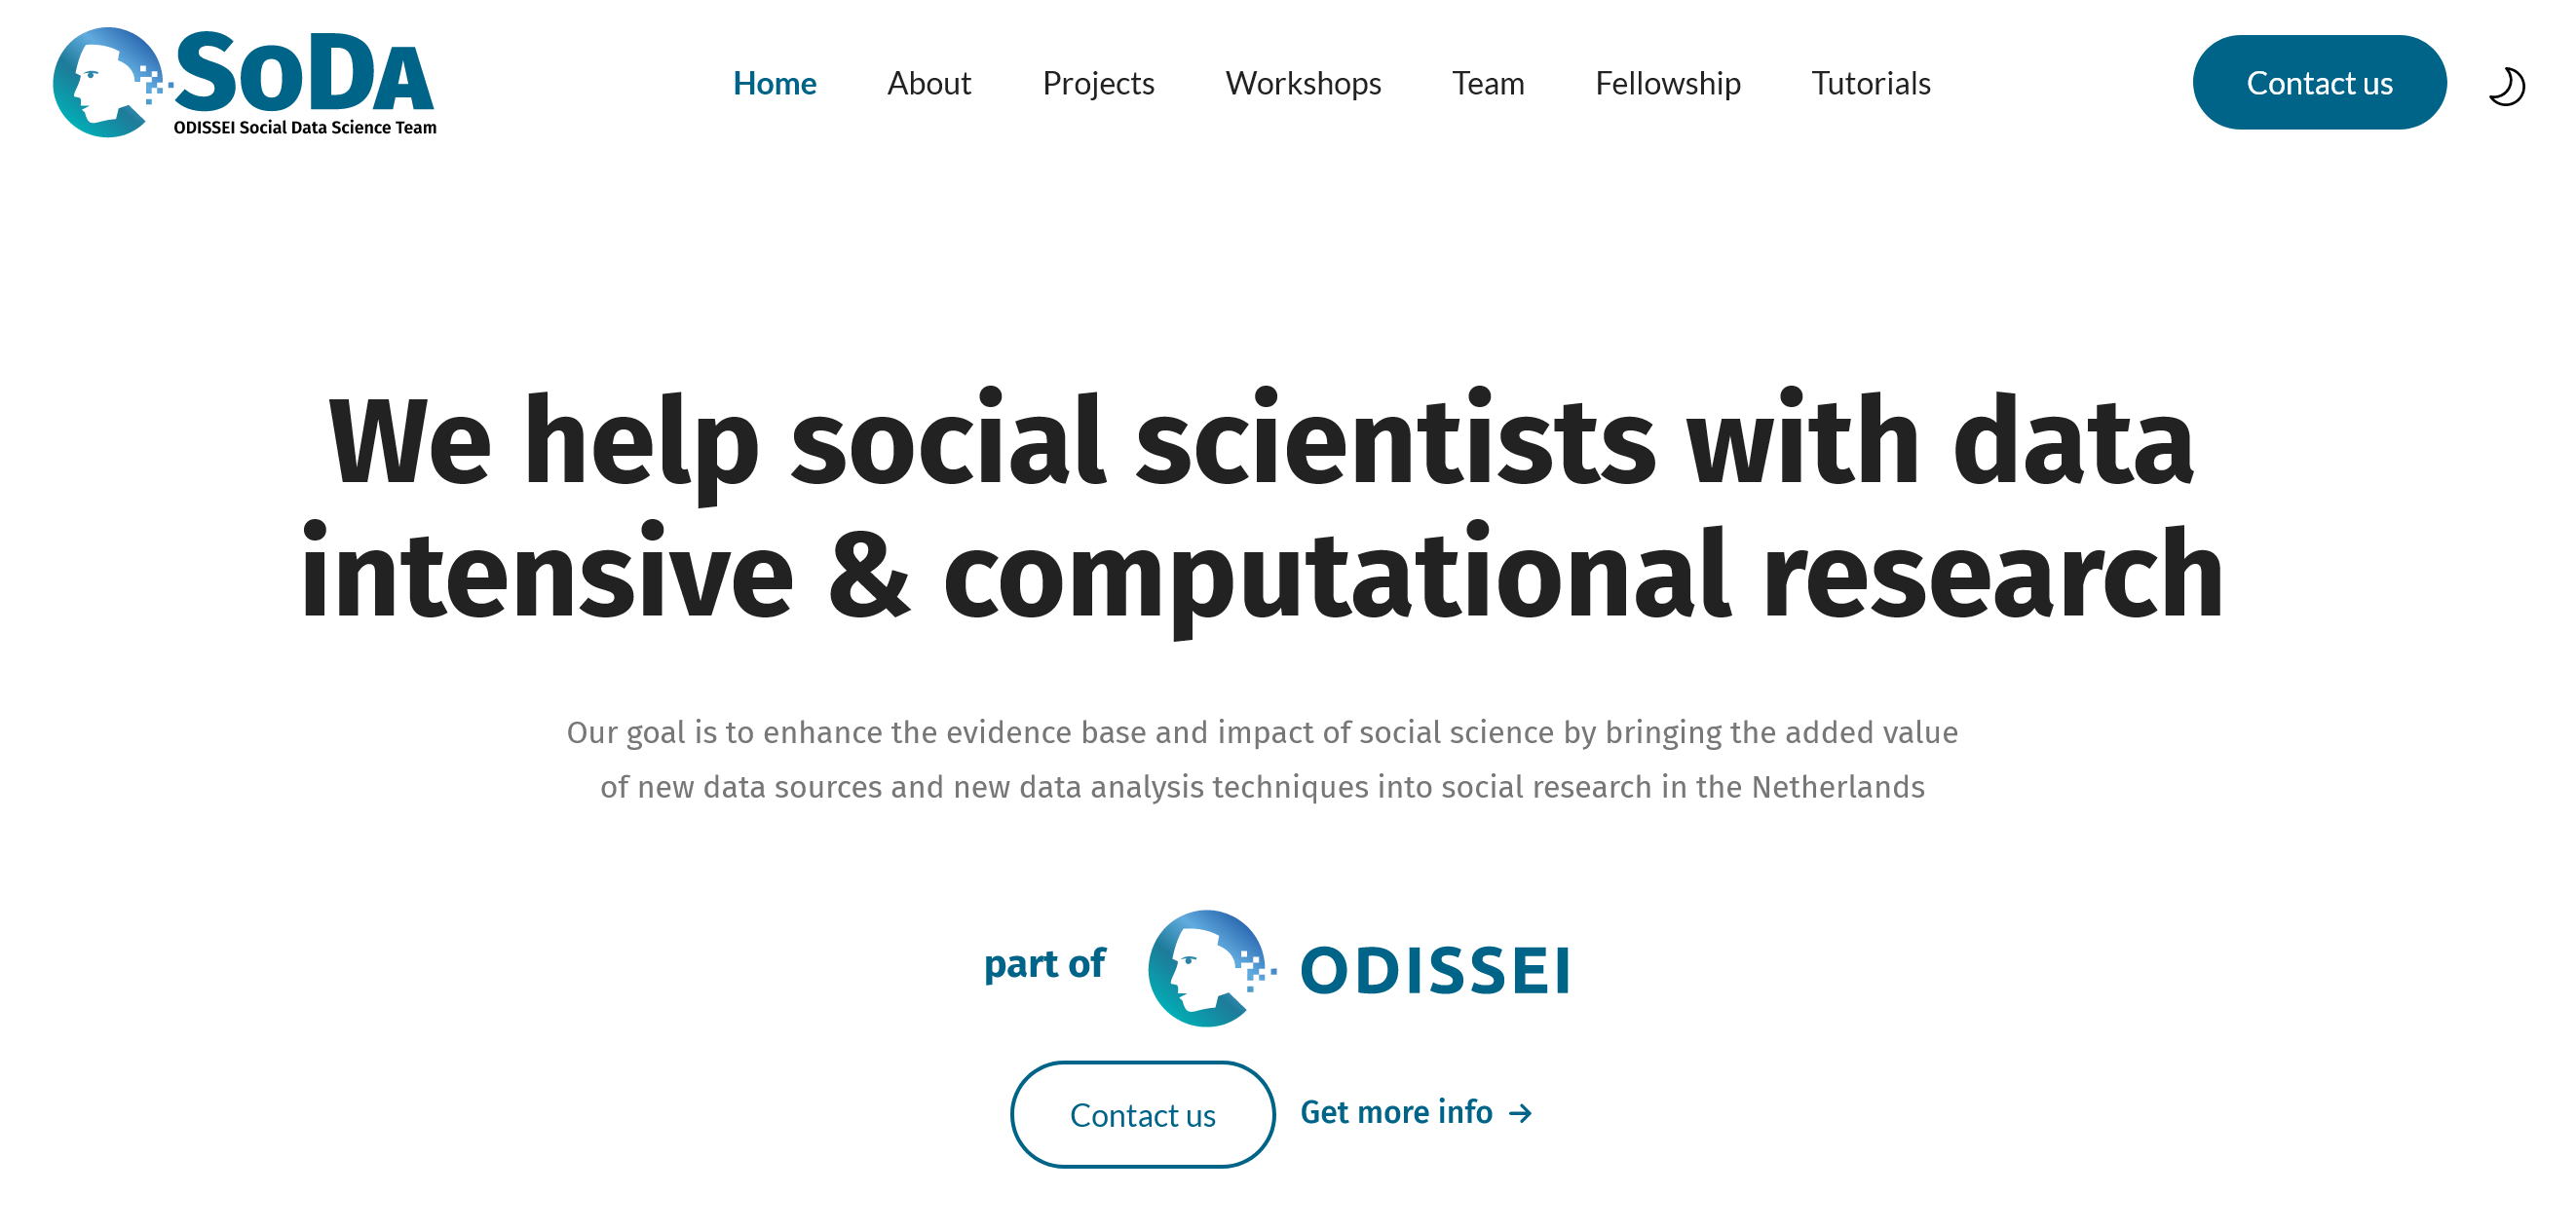 SoDa
ODISSEI Social Data Science Team
Home
About
Projects
Workshops
Team
Fellowship
Tutorials
Contact us
We help social scientists with data
intensive & computational research
Our goal is to enhance the evidence base and impact of social science by bringing the added value
of new data sources and new data analysis techniques into social research in the Netherlands
part of
ODISSEI
Contact us
Get more info →